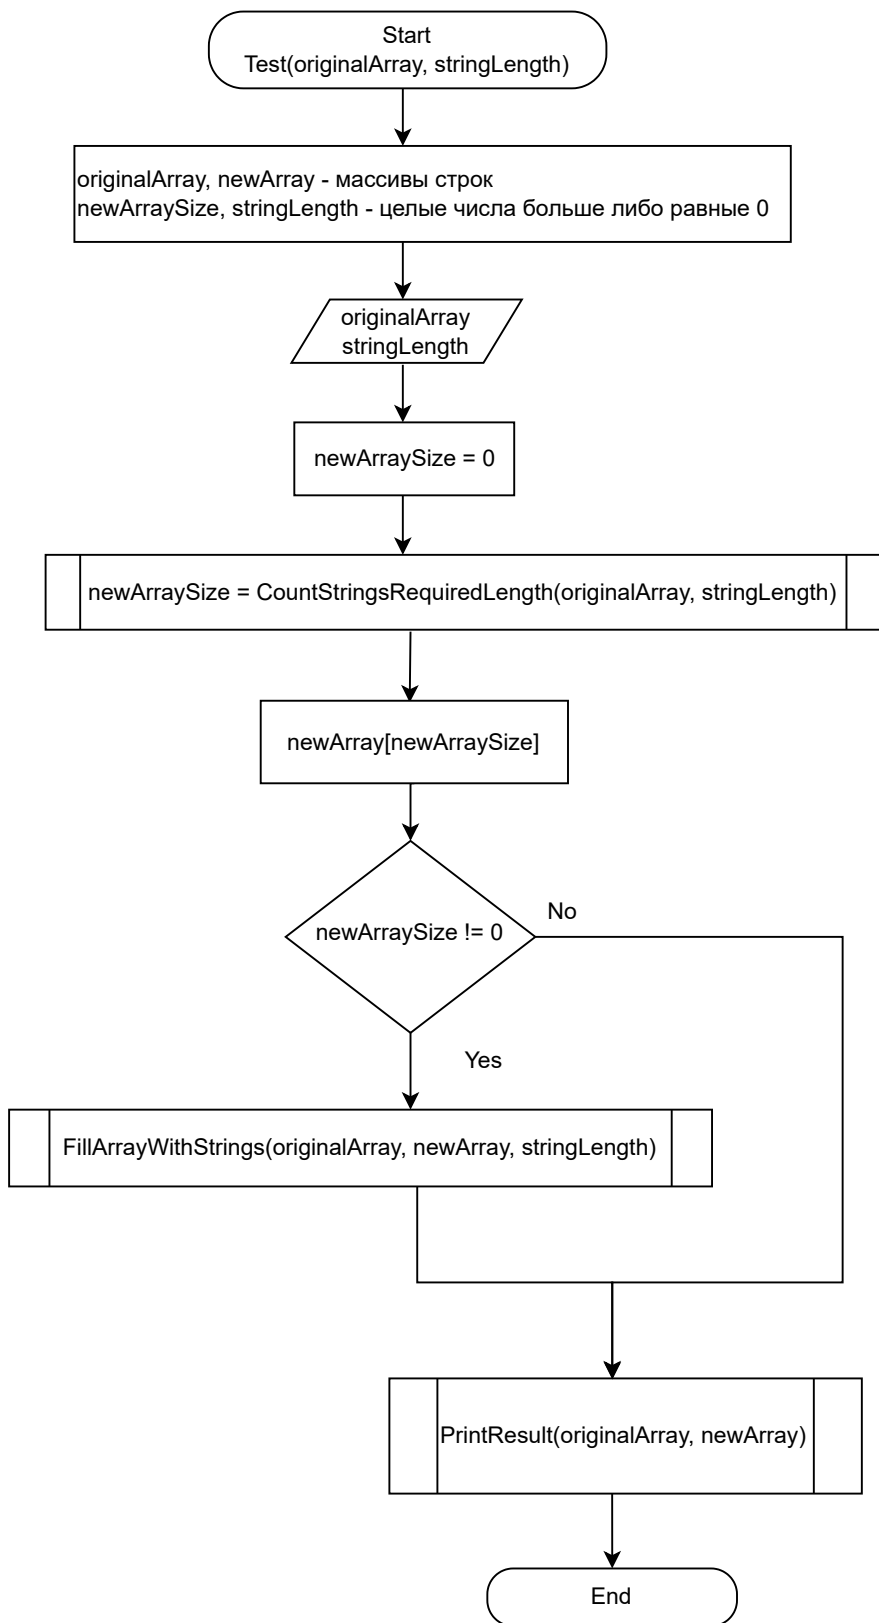 Start
Test(originalArray, stringLength)
originalArray, newArray - массивы строк
newArraySize, stringLength - целые числа больше либо равные 0
originalArray
stringLength
newArraySize = 0
newArraySize = CountStringsRequiredLength(originalArray, stringLength)
newArray[newArraySize]
No
newArraySize != 0
Yes
FillArrayWithStrings(originalArray, newArray, stringLength)
PrintResult(originalArray, newArray)
End